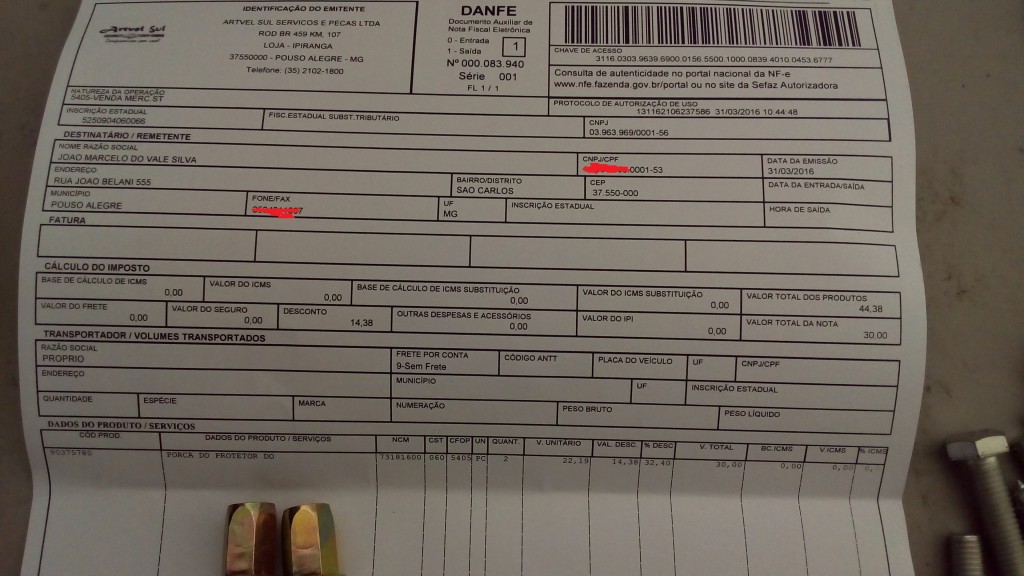 Artvel Sul
IDENTIFICAÇÃO DO EMITENTE
ARTVEL SUL SERVICOS E PECAS LTDA
ROD BR 459 KM, 107
LOJA - IPIRANGA
37550000 - POUSO ALEGRE - MG
Telefone: (35) 2102-1800
DANFE
Documento Auxiliar de
Nota Fiscal Eletrônica
0 - Entrada
1 - Saída
1
Nº 000.083.940
Série 001
FL 1 / 1
CHAVE DE ACESSO
3116.0303.9639.6900.0156.5500.1000.0839.4010.0453.6777
Consulta de autenticidade no portal nacional da NF-e
www.nfe.fazenda.gov.br/portal ou no site da Sefaz Autorizadora
NATUREZA DA OPERAÇÃO
5405-VENDA MERC.ST
PROTOCOLO DE AUTORIZAÇÃO DE USO
131162106237586 31/03/2016 10:44:48
INSCRIÇÃO ESTADUAL
5250904060066
FISC.ESTADUAL SUBST.TRIBUTÁRIO
CNPJ
03.963.969/0001-56
DESTINATÁRIO / REMETENTE
NOME RAZÃO SOCIAL
JOAO MARCELO DO VALE SILVA
CNPJ/CPF
0001-53
DATA DA EMISSÃO
31/03/2016
ENDEREÇO
RUA JOAO BELANI 555
BAIRRO/DISTRITO
SAO CARLOS
CEP
37.550-000
DATA DA ENTRADA/SAÍDA
MUNICÍPIO
POUSO ALEGRE
FONE/FAX
UF
MG
INSCRIÇÃO ESTADUAL
HORA DE SAÍDA
FATURA
CÁLCULO DO IMPOSTO
BASE DE CÁLCULO DE ICMS
0,00
VALOR DO ICMS
0,00
BASE DE CÁLCULO DE ICMS SUBSTITUIÇÃO
0,00
VALOR DO ICMS SUBSTITUIÇÃO
0,00
VALOR TOTAL DOS PRODUTOS
44,38
VALOR DO FRETE
0,00
VALOR DO SEGURO
0,00
DESCONTO
14,38
OUTRAS DESPESAS E ACESSÓRIOS
0,00
VALOR DO IPI
0,00
VALOR TOTAL DA NOTA
30,00
TRANSPORTADOR / VOLUMES TRANSPORTADOS
RAZÃO SOCIAL
PROPRIO
FRETE POR CONTA
9-Sem Frete
CÓDIGO ANTT
PLACA DO VEÍCULO
UF
CNPJ/CPF
ENDEREÇO
MUNICÍPIO
UF
INSCRIÇÃO ESTADUAL
QUANTIDADE
ESPÉCIE
MARCA
NUMERAÇÃO
PESO BRUTO
PESO LÍQUIDO
DADOS DO PRODUTO / SERVIÇOS
CÓD.PROD. DADOS DO PRODUTO / SERVIÇOS NCM CST CFOP UN QUANT. V. UNITÁRIO VAL. DESC. % DESC V. TOTAL BC.ICMS V.ICMS % ICMS
PORCA DO PROTETOR DO 73181600 060 5405 PC 2 22,19 14,38 32,40 30,00 0,00 0,00